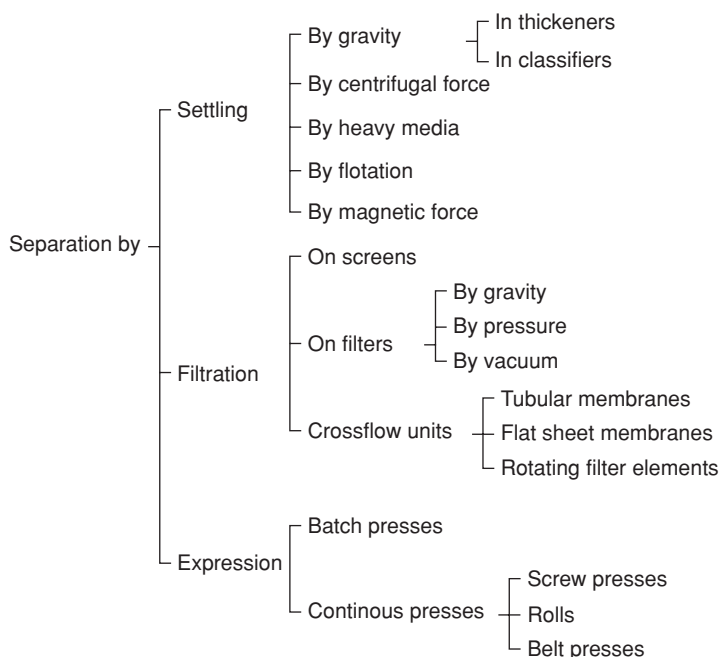 Separation by
Settling
By gravity
In thickeners
In classifiers
By centrifugal force
By heavy media
By flotation
By magnetic force
Filtration
On screens
On filters
By gravity
By pressure
By vacuum
Crossflow units
Tubular membranes
Flat sheet membranes
Rotating filter elements
Expression
Batch presses
Continous presses
Screw presses
Rolls
Belt presses